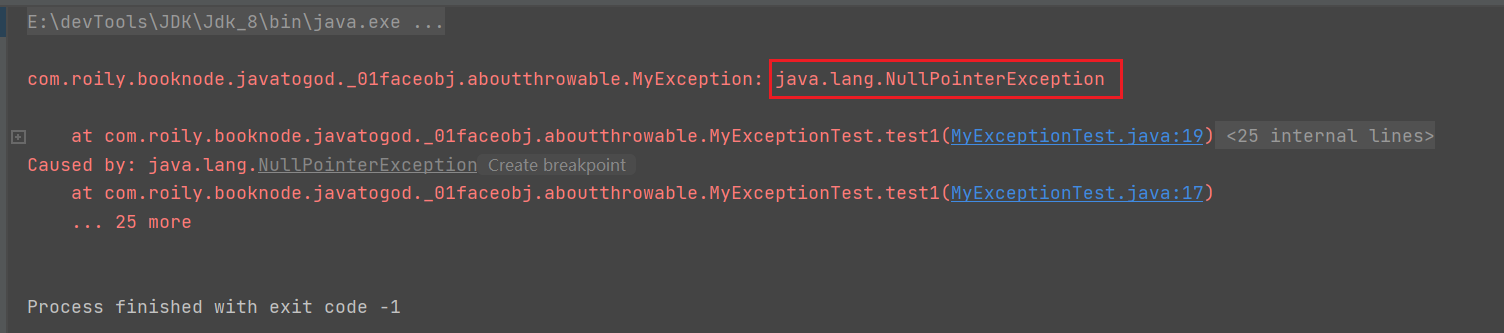 E:\devTools\JDK\Jdk_8\bin\java.exe ...
com.roily.booknode.javatogod._01faceobj.aboutthrowable.MyException: java.lang.NullPointerException
at com.roily.booknode.javatogod._01faceobj.aboutthrowable.MyExceptionTest.test1(MyExceptionTest.java:19) <25 internal lines>
Caused by: java.lang.NullPointerException Create breakpoint
at com.roily.booknode.javatogod._01faceobj.aboutthrowable.MyExceptionTest.test1(MyExceptionTest.java:17)
... 25 more
Process finished with exit code -1